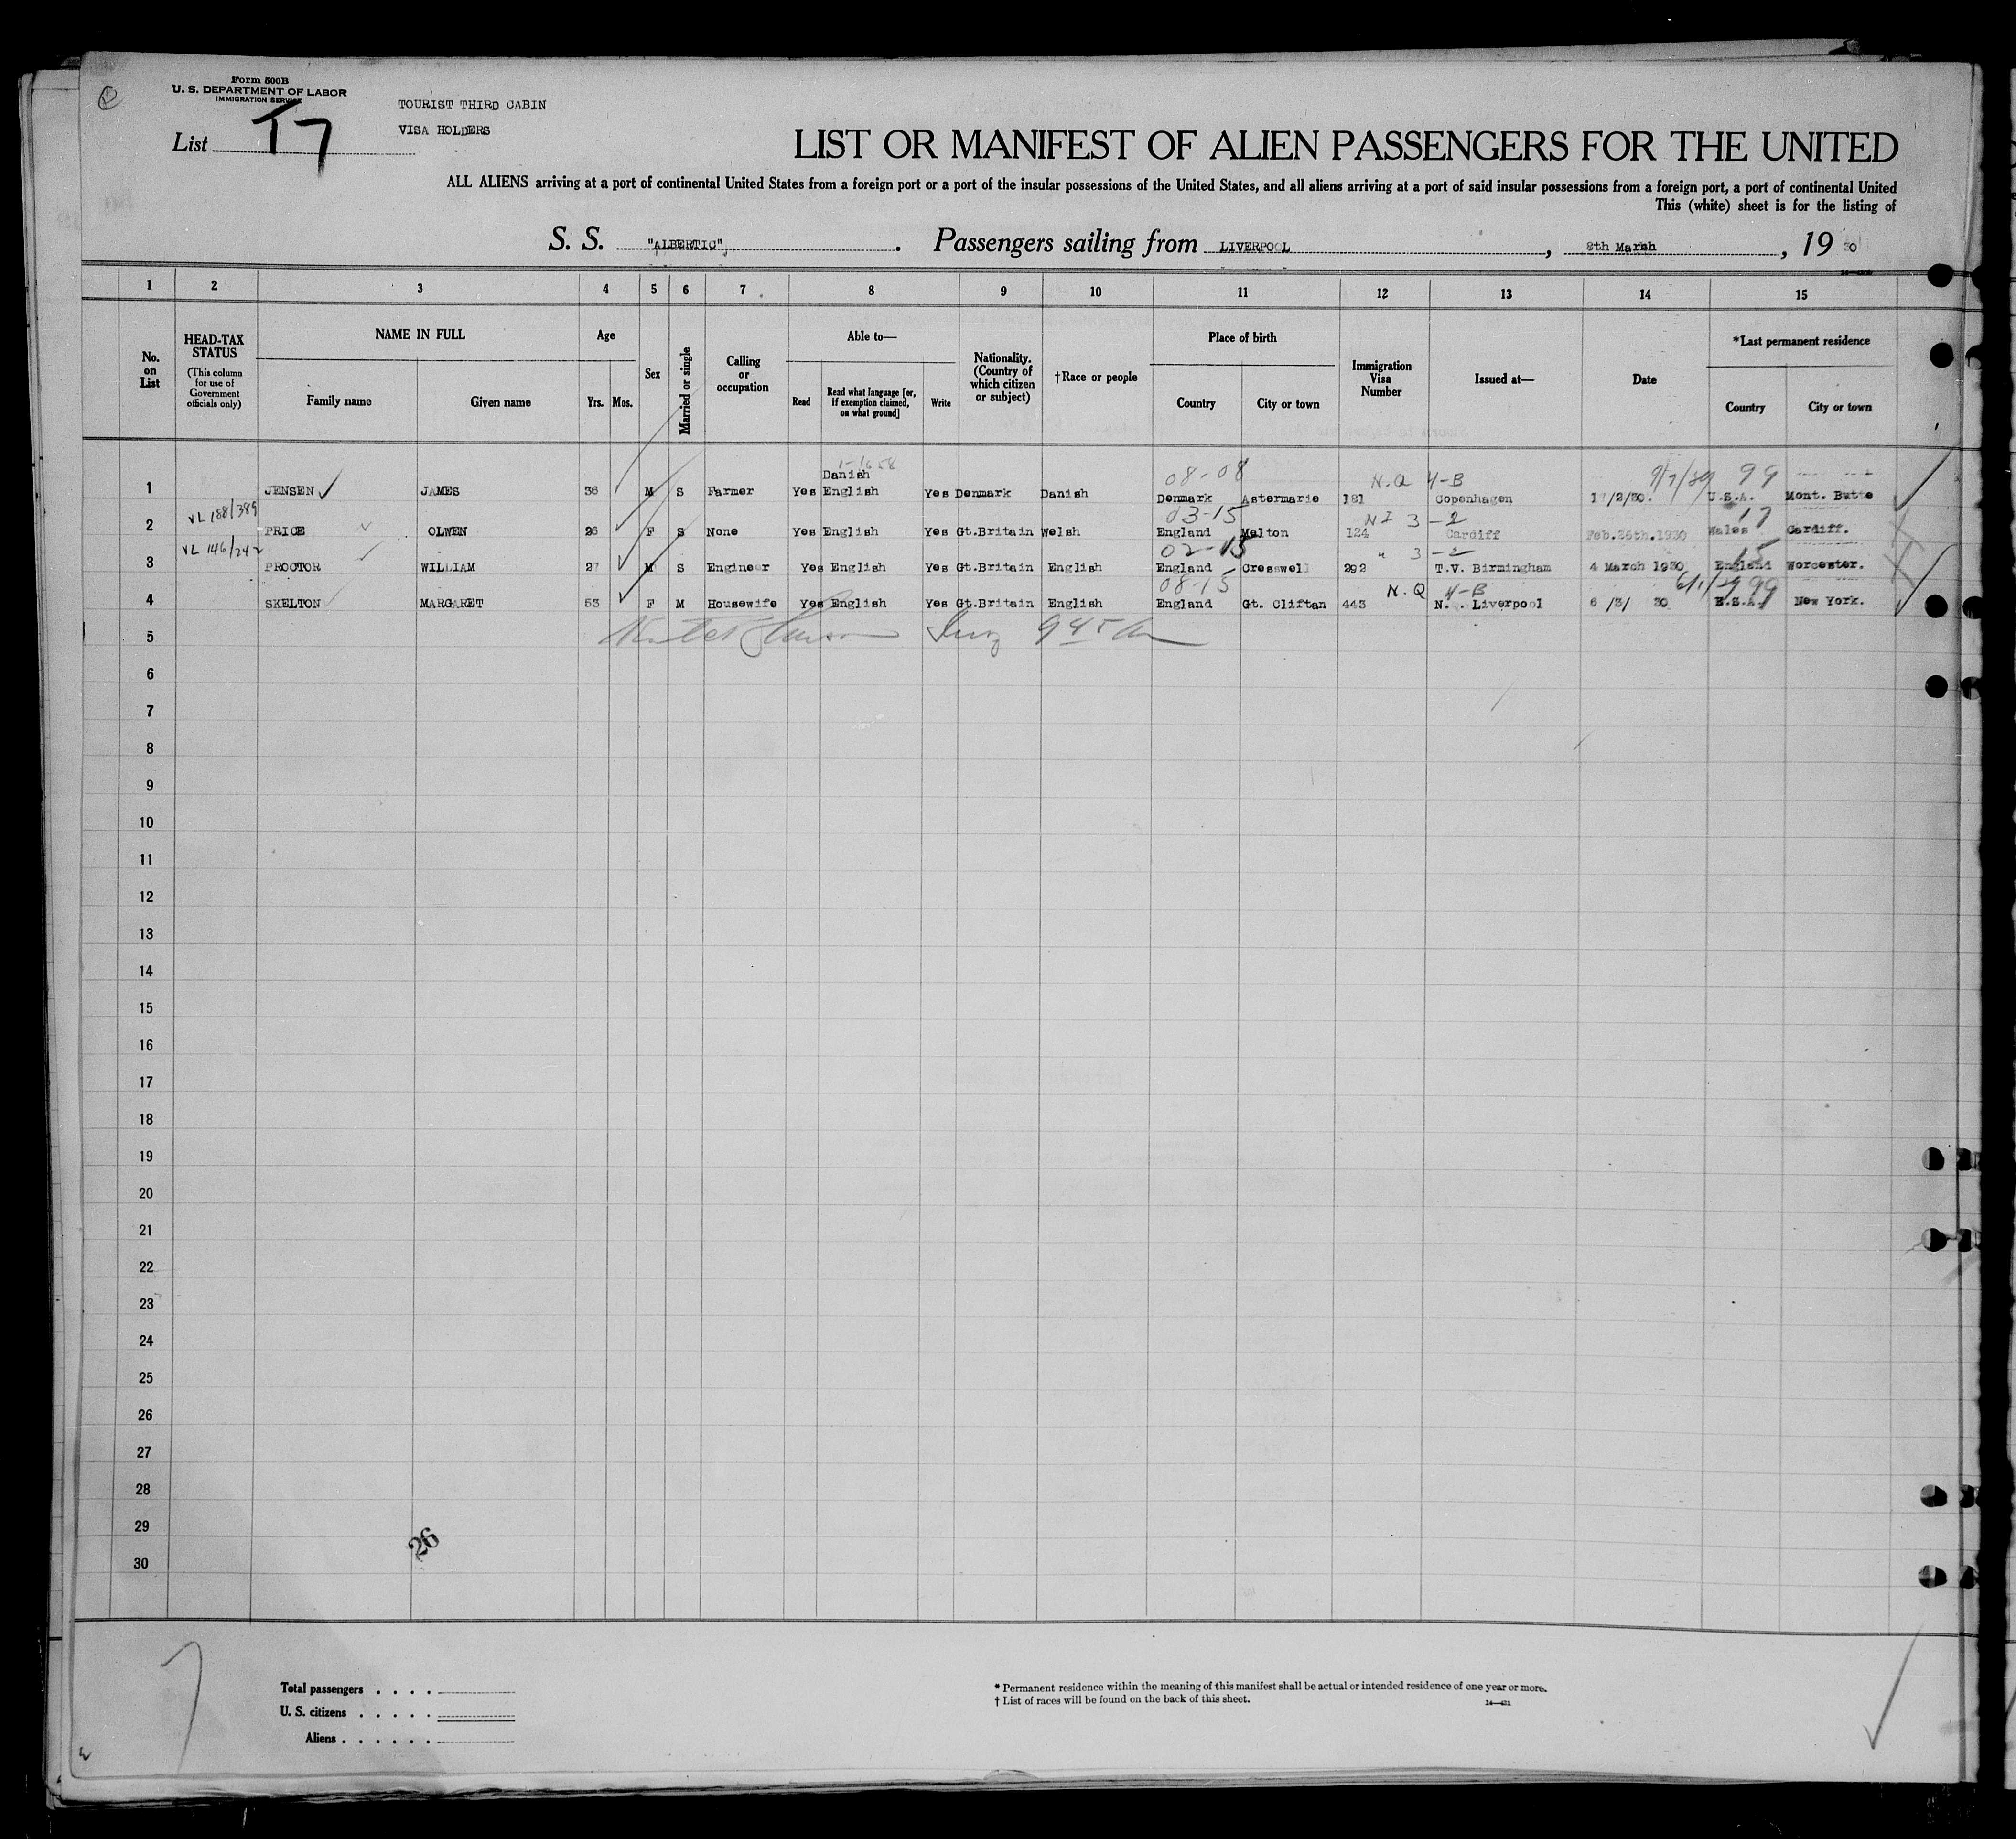 Form 500B
U. S. DEPARTMENT OF LABOR
IMMIGRATION SERVICE
TOURIST THIRD CABIN
VISA HOLDERS
List T7
LIST OR MANIFEST OF ALIEN PASSENGERS FOR THE UNITED
ALL ALIENS arriving at a port of continental United States from a foreign port or a port of the insular possessions of the United States, and all aliens arriving at a port of said insular possessions from a foreign port, a port of continental United
This (white) sheet is for the listing of
S. S. "ALBERTIC". Passengers sailing from LIVERPOOL, 8th March, 19 30
1 2 3 4 5 6 7 8 9 10 11 12 13 14 15
No. on List
HEAD-TAX STATUS
(This column for use of Government officials only)
NAME IN FULL
Family name Given name
Age
Yrs. Mos.
Sex
Married or single
Calling or occupation
Able to—
Read Read what language [or, if exemption claimed, on what ground] Write
Nationality. (Country of which citizen or subject)
†Race or people
Place of birth
Country City or town
Immigration Visa Number
Issued at—
Date
*Last permanent residence
Country City or town
Danish 08-08 N.Q 4-B 99
1 JENSEN JAMES 36 M S Farmer Yes English Yes Denmark Danish Denmark Astermarie 181 Copenhagen /2/30. U.S.A. Mont. Butte
VL 188/389 03-15 NI 3-2 17
2 PRICE OLWEN 26 F S None Yes English Yes Gt.Britain Welsh England Malton 124 Cardiff Feb.26th.1930 Wales Cardiff.
VL 146/242 02-15 " 3-2 15
3 PROCTOR WILLIAM 27 M S Engineer Yes English Yes Gt.Britain English England Cresswell 292 T.V. Birmingham 4 March 1930 England Worcester.
08-15 N.Q 4-B 99
4 SKELTON MARGARET 53 F M Housewife Yes English Yes Gt.Britain English England Gt. Cliftan 443 Liverpool 6 /3/ 30 New York.
5
6
7
8
9
10
11
12
13
14
15
16
17
18
19
20
21
22
23
24
25
26
27
28
29
30
26
Total passengers
U. S. citizens
Aliens
* Permanent residence within the meaning of this manifest shall be actual or intended residence of one year or more.
† List of races will be found on the back of this sheet.